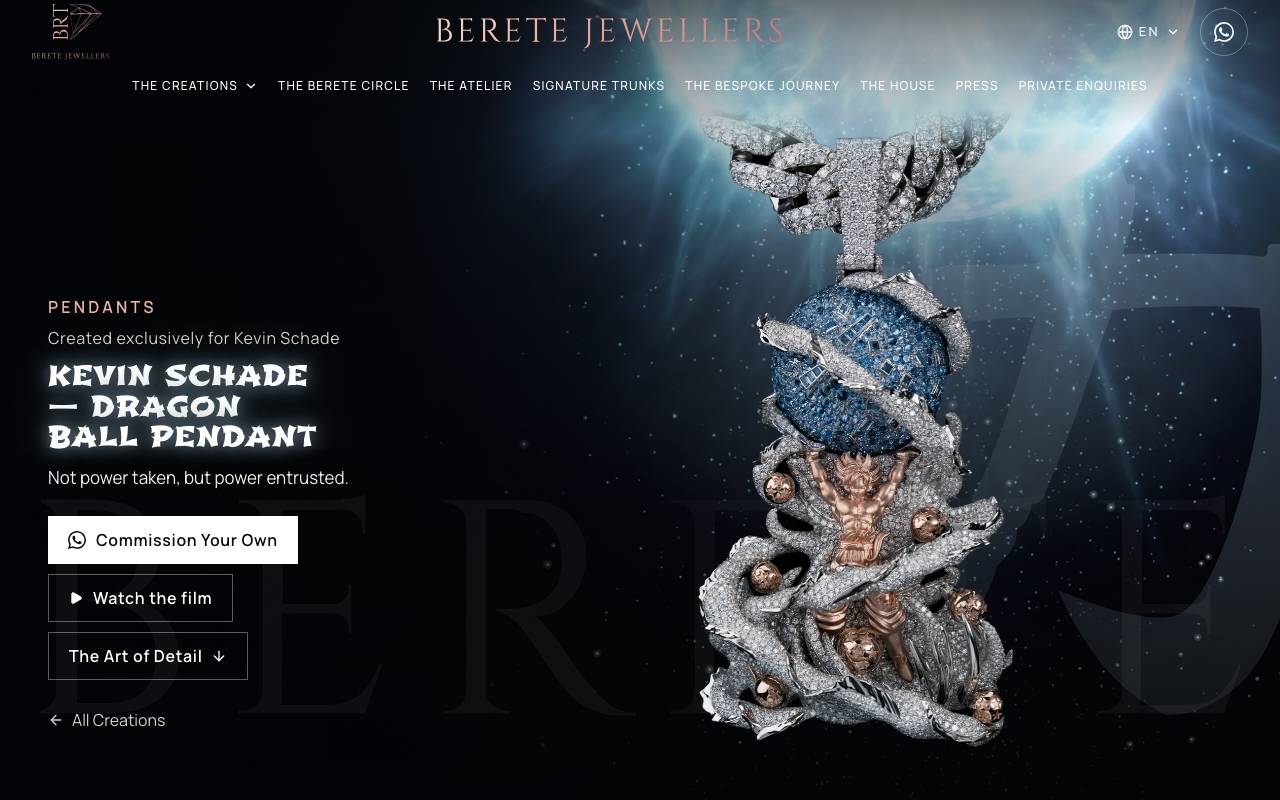 BRT
BERETE JEWELLERS
BERETE JEWELLERS
EN
THE CREATIONS
THE BERETE CIRCLE
THE ATELIER
SIGNATURE TRUNKS
THE BESPOKE JOURNEY
THE HOUSE
PRESS
PRIVATE ENQUIRIES
PENDANTS
Created exclusively for Kevin Schade
KEVIN SCHADE
— DRAGON
BALL PENDANT
Not power taken, but power entrusted.
Commission Your Own
Watch the film
The Art of Detail
All Creations